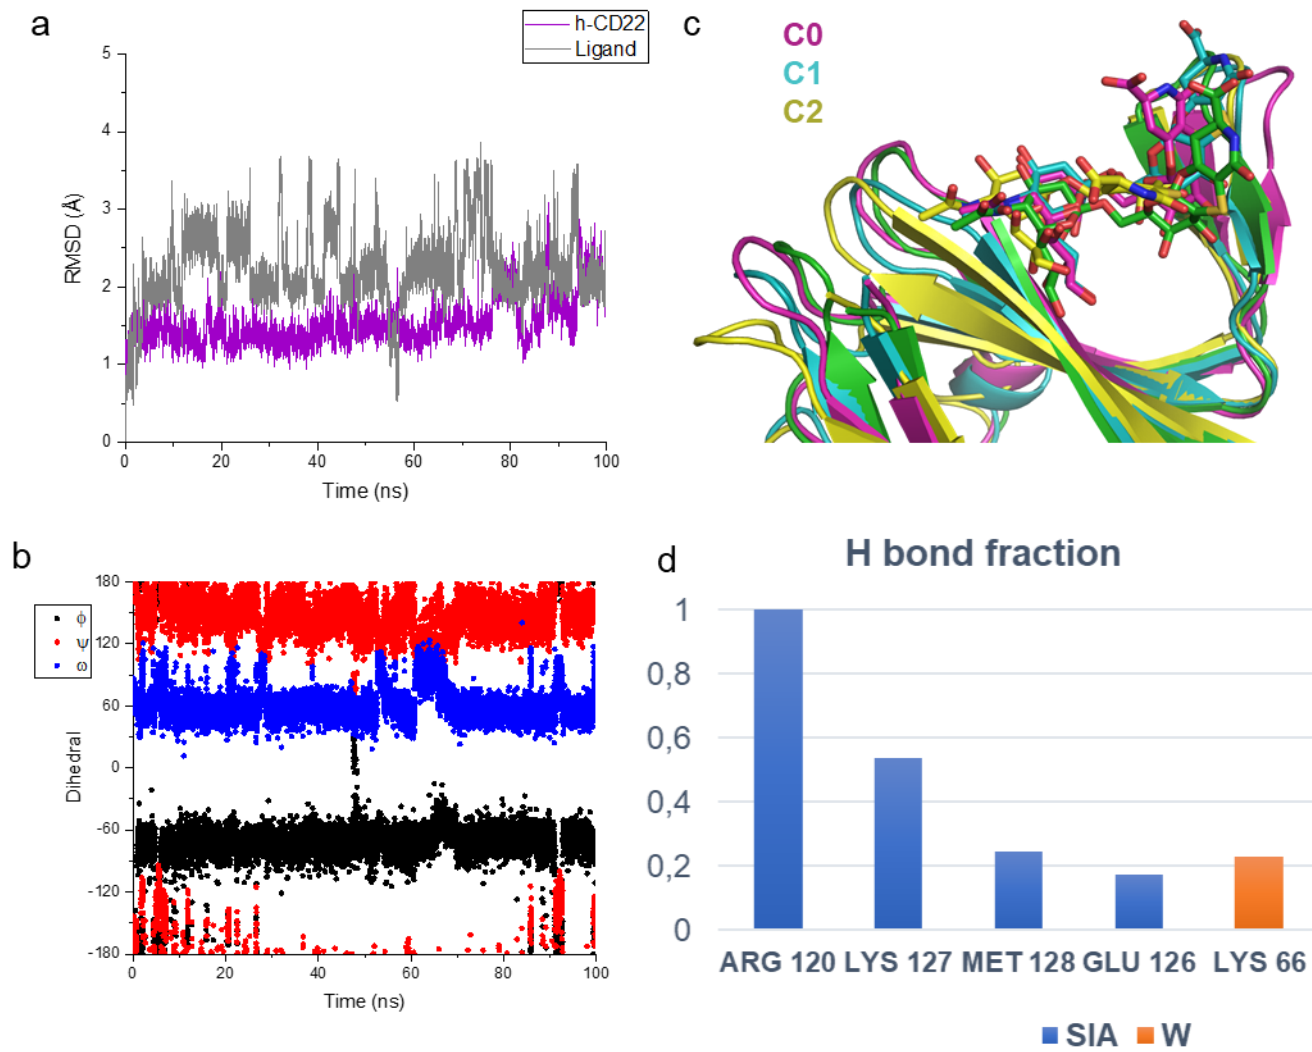 a
h-CD22
Ligand
5
4
3
2
1
0
RMSD (Å)
0 20 40 60 80 100
Time (ns)
c
C0
C1
C2
b
ϕ
ψ
ω
180
120
60
0
-60
-120
-180
Dihedral
0 20 40 60 80 100
Time (ns)
d
H bond fraction
1
0,8
0,6
0,4
0,2
0
ARG 120 LYS 127 MET 128 GLU 126 LYS 66
SIA W